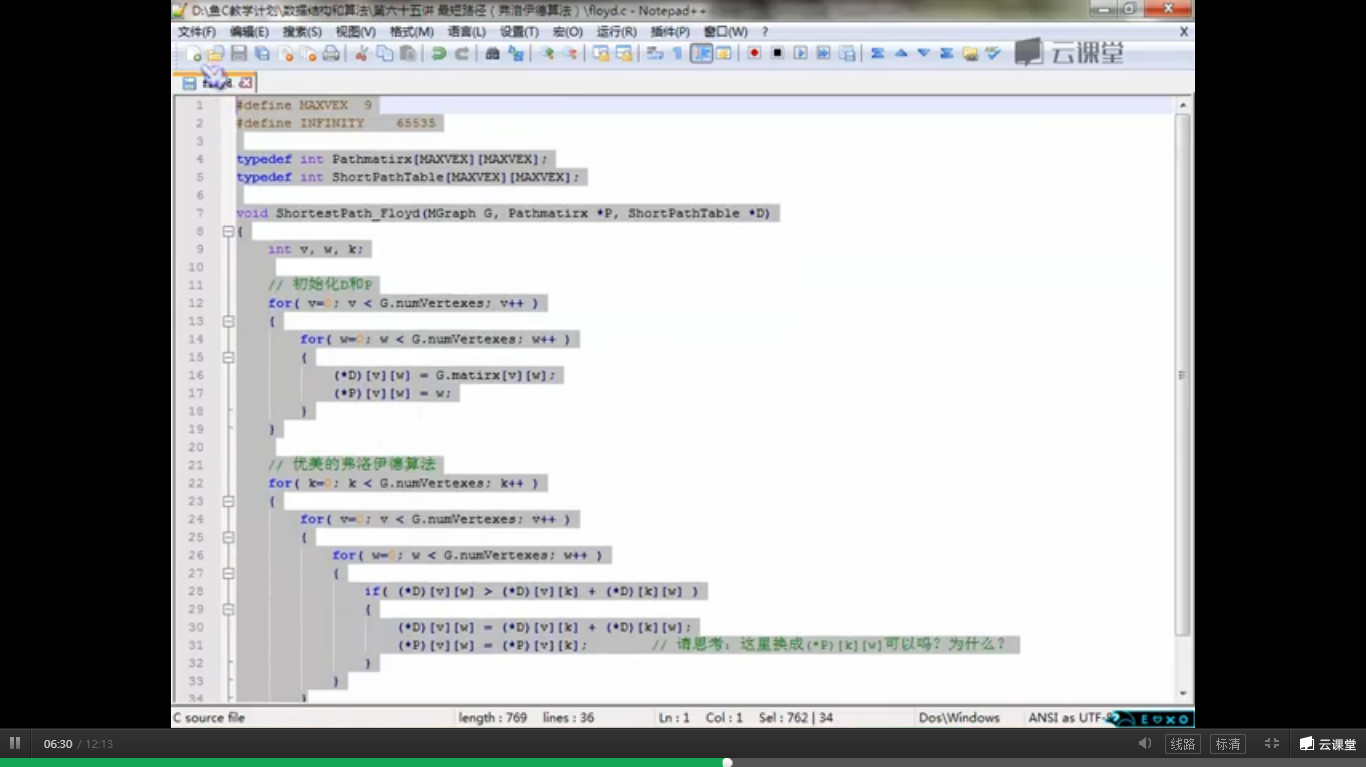 D:\鱼C教学计划\数据结构和算法\第六十五讲 最短路径(弗洛伊德算法)\floyd.c - Notepad++
文件(F) 编辑(E) 搜索(S) 视图(V) 格式(M) 语言(L) 设置(T) 宏(O) 运行(R) 插件(P) 窗口(W) ? X
云课堂
1 #define MAXVEX 9
2 #define INFINITY 65535
3
4 typedef int Pathmatirx[MAXVEX][MAXVEX];
5 typedef int ShortPathTable[MAXVEX][MAXVEX];
6
7 void ShortestPath_Floyd(MGraph G, Pathmatirx *P, ShortPathTable *D)
8 {
9 int v, w, k;
10
11 // 初始化D和P
12 for( v=0; v < G.numVertexes; v++ )
13 {
14 for( w=0; w < G.numVertexes; w++ )
15 {
16 (*D)[v][w] = G.matirx[v][w];
17 (*P)[v][w] = w;
18 }
19 }
20
21 // 优美的弗洛伊德算法
22 for( k=0; k < G.numVertexes; k++ )
23 {
24 for( v=0; v < G.numVertexes; v++ )
25 {
26 for( w=0; w < G.numVertexes; w++ )
27 {
28 if( (*D)[v][w] > (*D)[v][k] + (*D)[k][w] )
29 {
30 (*D)[v][w] = (*D)[v][k] + (*D)[k][w];
31 (*P)[v][w] = (*P)[v][k]; // 请思考:这里换成(*P)[k][w]可以吗?为什么?
32 }
33 }
34 }
C source file length : 769 lines : 36 Ln : 1 Col : 1 Sel : 762 | 34 Dos\Windows ANSI as UTF-8
06:30 / 12:13 线路 标清 云课堂